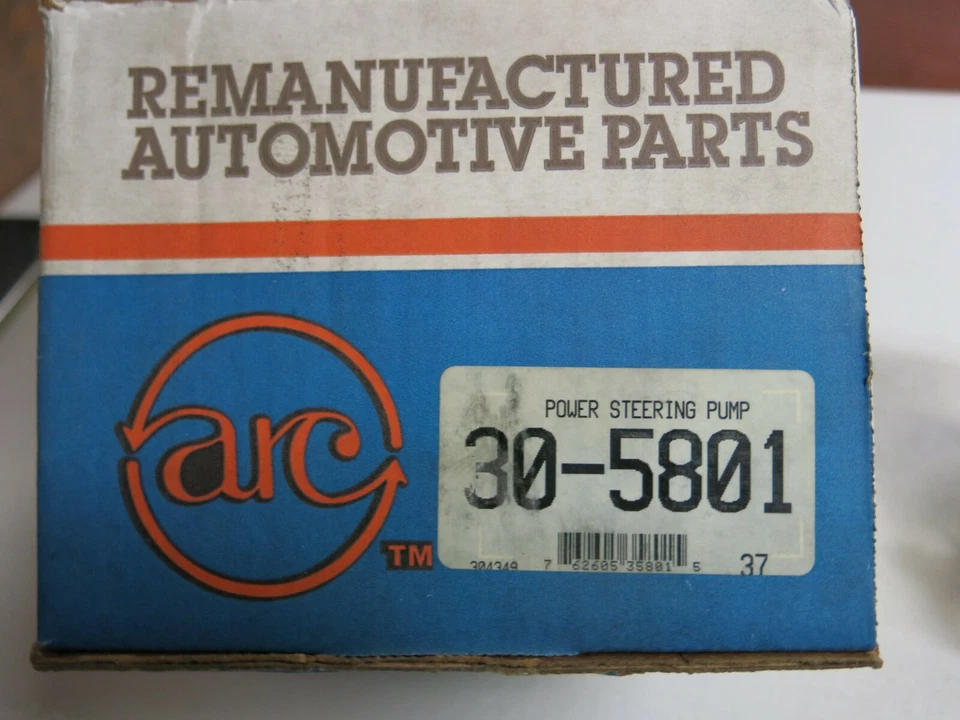 REMANUFACTURED
AUTOMOTIVE PARTS
arc
TM
POWER STEERING PUMP
30-5801
304349 7 62605 35801 5 37